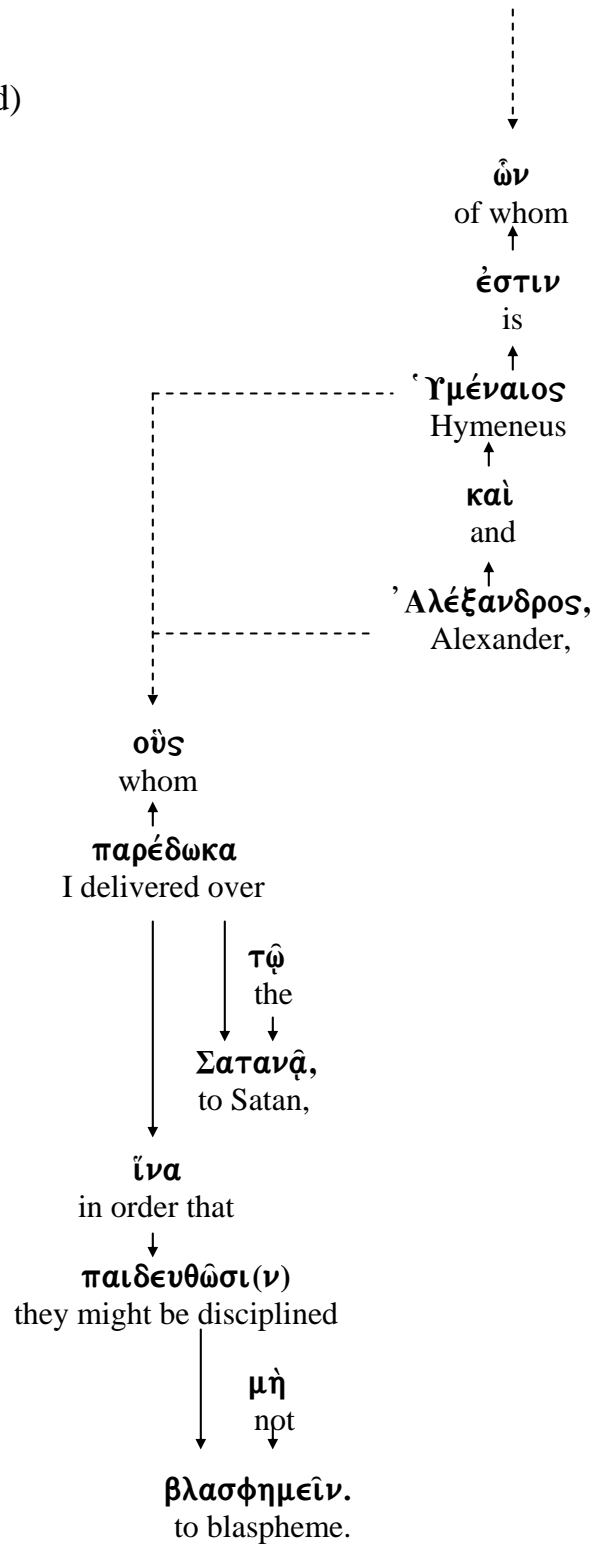 d)
ὧν
of whom
ἐστιν
is
Ὑμέναιος
Hymeneus
καὶ
and
Ἀλέξανδρος,
Alexander,
οὓς
whom
παρέδωκα
I delivered over
τῷ
the
Σατανᾷ,
to Satan,
ἵνα
in order that
παιδευθῶσι(ν)
they might be disciplined
μὴ
not
βλασφημεῖν.
to blaspheme.